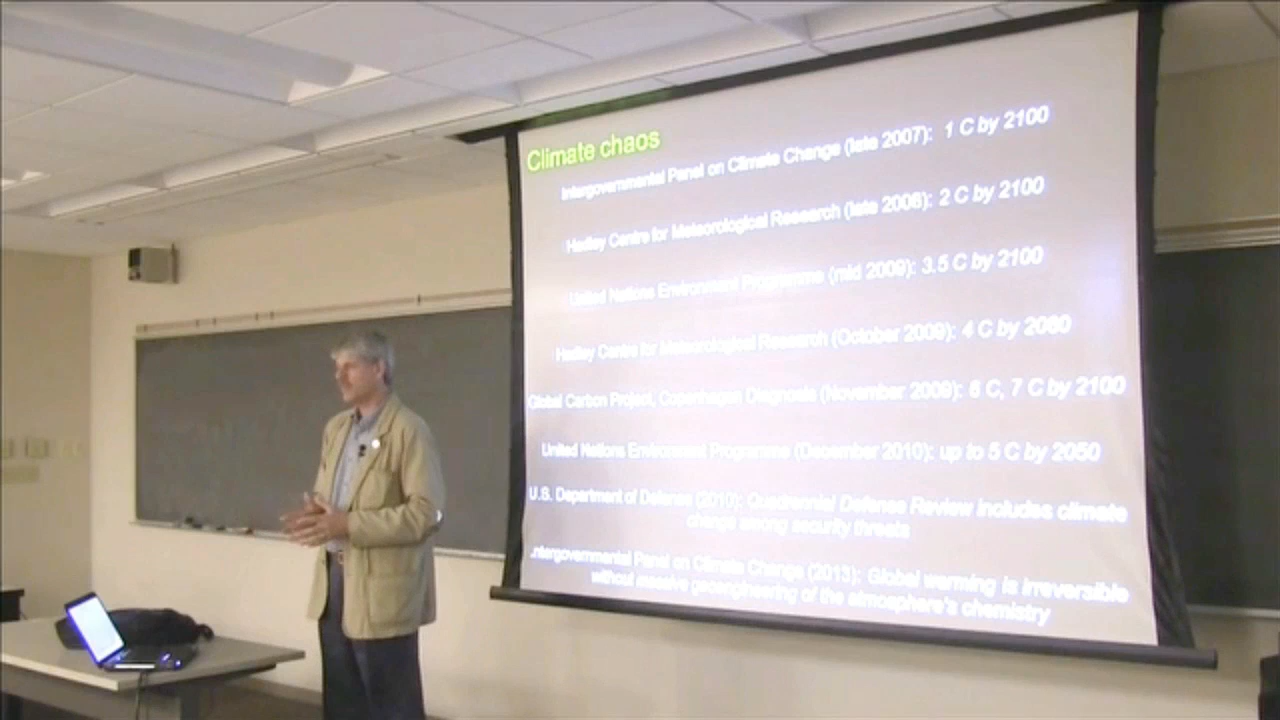 Climate chaos
Intergovernmental Panel on Climate Change (late 2007): 1 C by 2100
Hadley Centre for Meteorological Research (late 2008): 2 C by 2100
United Nations Environment Programme (mid 2009): 3.5 C by 2100
Hadley Centre for Meteorological Research (October 2009): 4 C by 2060
Global Carbon Project, Copenhagen Diagnosis (November 2009): 6 C, 7 C by 2100
United Nations Environment Programme (December 2010): up to 5 C by 2050
U.S. Department of Defense (2010): Quadrennial Defense Review includes climate
change among security threats
Intergovernmental Panel on Climate Change (2013): Global warming is irreversible
without massive geoengineering of the atmosphere's chemistry